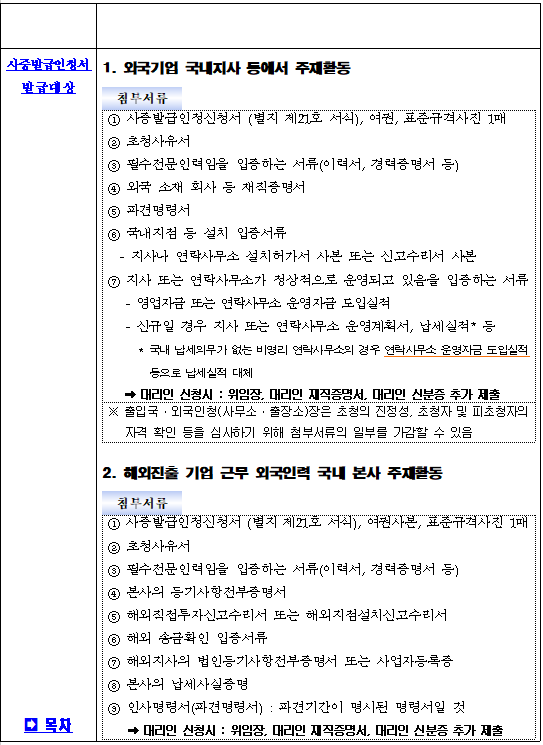 사증발급인정서
발급대상
1. 외국기업 국내지사 등에서 주재활동
첨부서류
① 사증발급인정신청서 (별지 제21호 서식), 여권, 표준규격사진 1매
② 초청사유서
③ 필수전문인력임을 입증하는 서류(이력서, 경력증명서 등)
④ 외국 소재 회사 등 재직증명서
⑤ 파견명령서
⑥ 국내지점 등 설치 입증서류
- 지사나 연락사무소 설치허가서 사본 또는 신고수리서 사본
⑦ 지사 또는 연락사무소가 정상적으로 운영되고 있음을 입증하는 서류
- 영업자금 또는 연락사무소 운영자금 도입실적
- 신규일 경우 지사 또는 연락사무소 운영계획서, 납세실적* 등
* 국내 납세의무가 없는 비영리 연락사무소의 경우 연락사무소 운영자금 도입실적
등으로 납세실적 대체
➜ 대리인 신청시 : 위임장, 대리인 재직증명서, 대리인 신분증 추가 제출
※ 출입국·외국인청(사무소·출장소)장은 초청의 진정성, 초청자 및 피초청자의
자격 확인 등을 심사하기 위해 첨부서류의 일부를 가감할 수 있음
2. 해외진출 기업 근무 외국인력 국내 본사 주재활동
첨부서류
① 사증발급인정신청서 (별지 제21호 서식), 여권사본, 표준규격사진 1매
② 초청사유서
③ 필수전문인력임을 입증하는 서류(이력서, 경력증명서 등)
④ 본사의 등기사항전부증명서
⑤ 해외직접투자신고수리서 또는 해외지점설치신고수리서
⑥ 해외 송금확인 입증서류
⑦ 해외지사의 법인등기사항전부증명서 또는 사업자등록증
⑧ 본사의 납세사실증명
⑨ 인사명령서(파견명령서) : 파견기간이 명시된 명령서일 것
➜ 대리인 신청시 : 위임장, 대리인 재직증명서, 대리인 신분증 추가 제출
목차